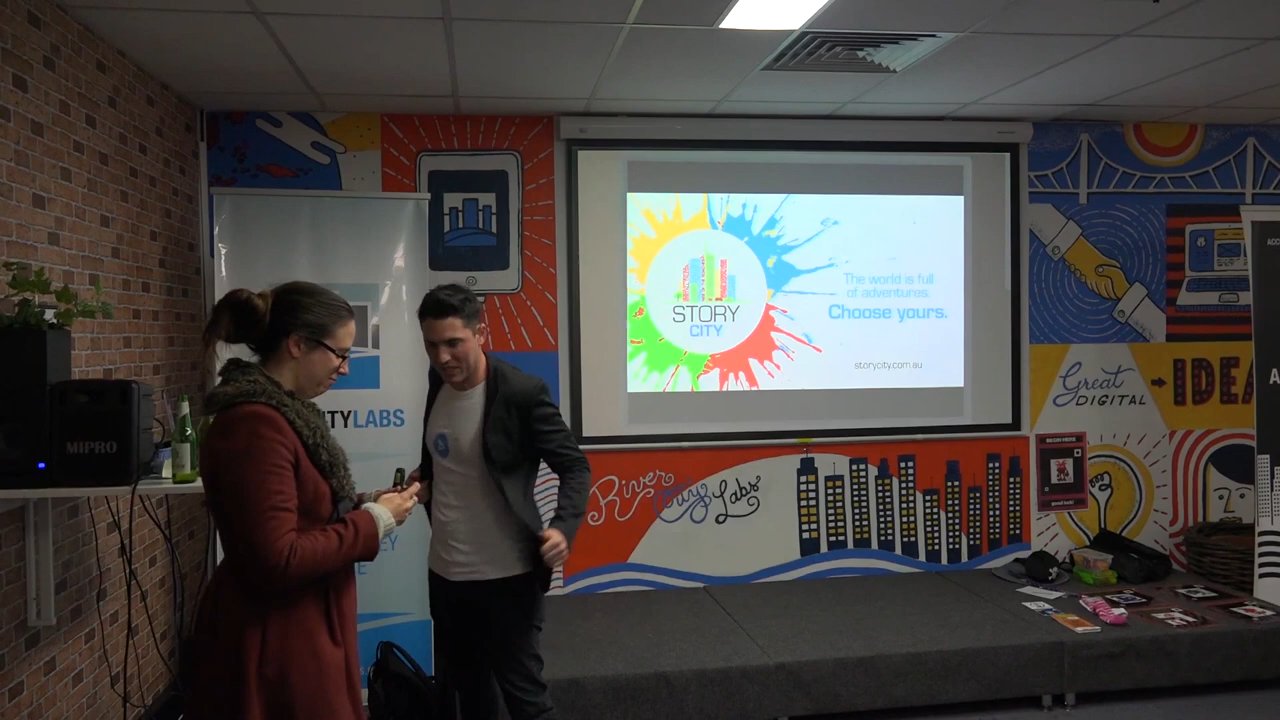 CITYLABS
MIPRO
STORY
CITY
The world is full
of adventures.
Choose yours.
storycity.com.au
River
City
Labs
Great
DIGITAL
IDEA